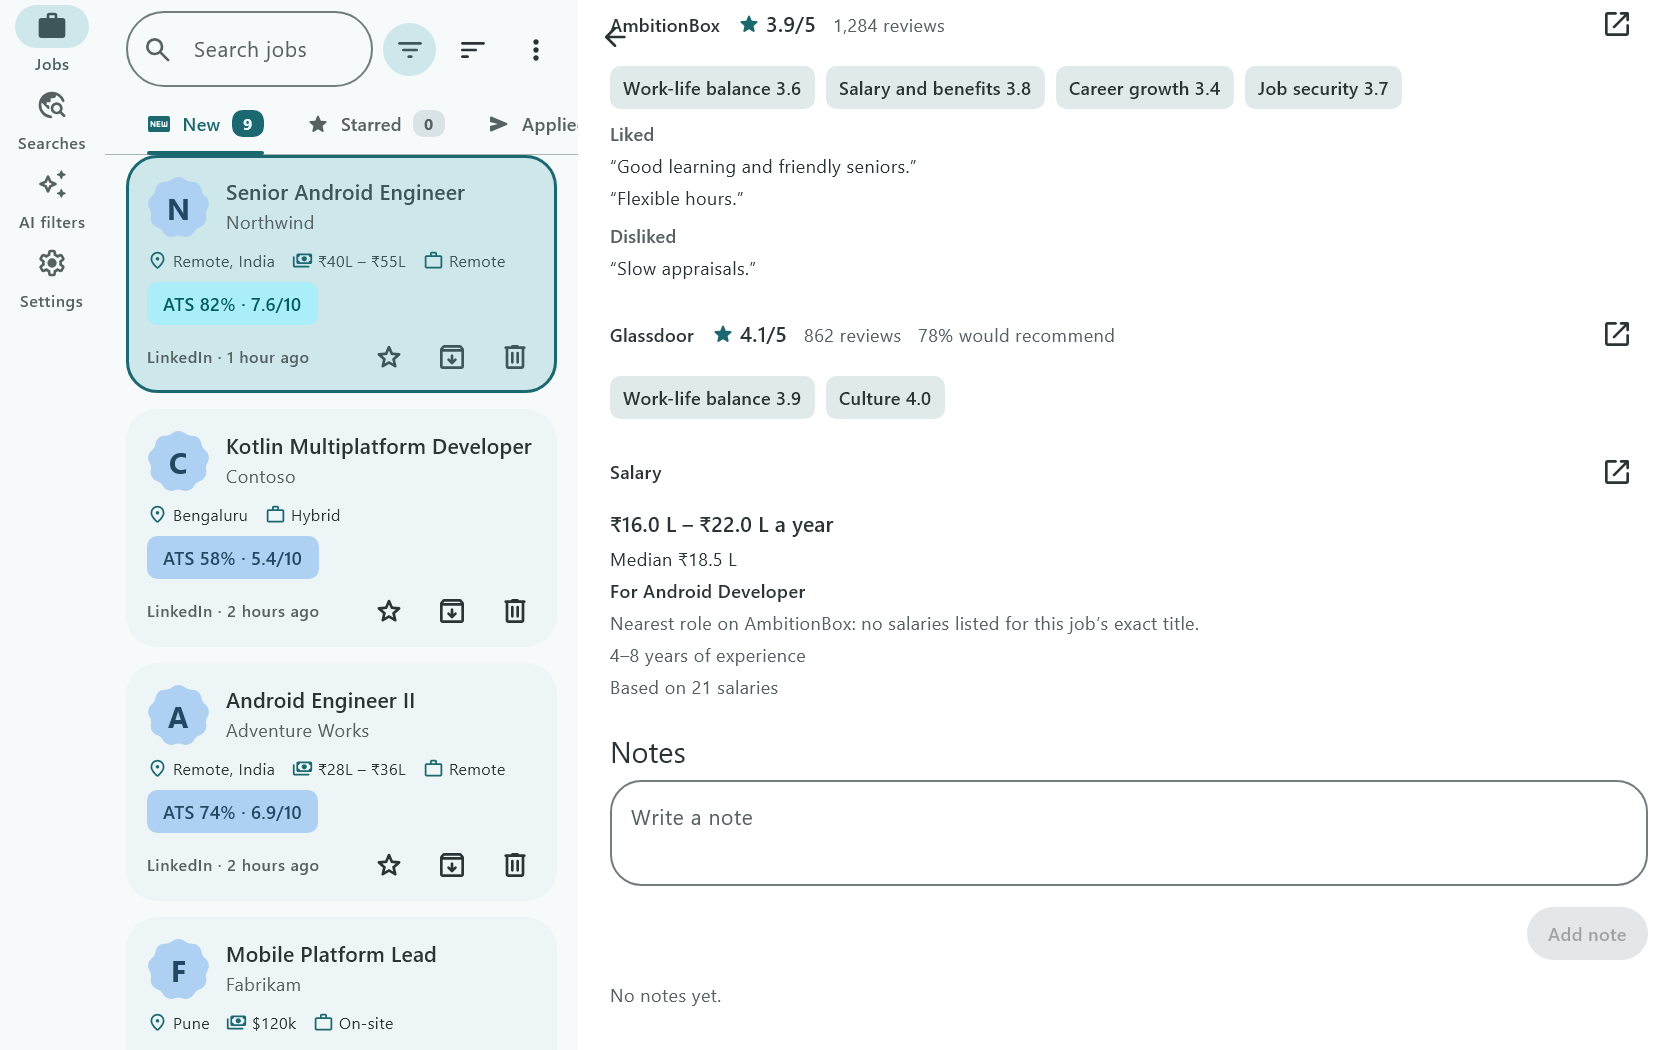 Jobs
Searches
AI filters
Settings
Search jobs
NEW New 9
Starred 0
Applie
N
Senior Android Engineer
Northwind
Remote, India ₹40L – ₹55L Remote
ATS 82% · 7.6/10
LinkedIn · 1 hour ago
C
Kotlin Multiplatform Developer
Contoso
Bengaluru Hybrid
ATS 58% · 5.4/10
LinkedIn · 2 hours ago
A
Android Engineer II
Adventure Works
Remote, India ₹28L – ₹36L Remote
ATS 74% · 6.9/10
LinkedIn · 2 hours ago
F
Mobile Platform Lead
Fabrikam
Pune $120k On-site
AmbitionBox 3.9/5 1,284 reviews
Work-life balance 3.6 Salary and benefits 3.8 Career growth 3.4 Job security 3.7
Liked
“Good learning and friendly seniors.”
“Flexible hours.”
Disliked
“Slow appraisals.”
Glassdoor 4.1/5 862 reviews 78% would recommend
Work-life balance 3.9 Culture 4.0
Salary
₹16.0 L – ₹22.0 L a year
Median ₹18.5 L
For Android Developer
Nearest role on AmbitionBox: no salaries listed for this job’s exact title.
4–8 years of experience
Based on 21 salaries
Notes
Write a note
Add note
No notes yet.